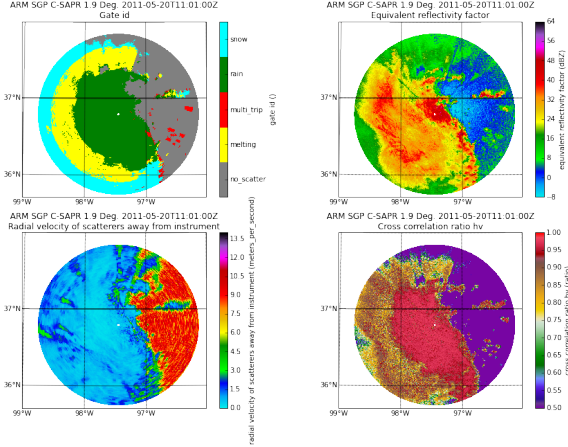 ARM SGP C-SAPR 1.9 Deg. 2011-05-20T11:01:00Z
Gate id
37°N
36°N
snow
rain
multi_trip
melting
no_scatter
gate id ()
99°W
98°W
97°W
ARM SGP C-SAPR 1.9 Deg. 2011-05-20T11:01:00Z
Equivalent reflectivity factor
37°N
36°N
64
56
48
40
32
24
16
8
0
−8
equivalent reflectivity factor (dBZ)
99°W
98°W
97°W
ARM SGP C-SAPR 1.9 Deg. 2011-05-20T11:01:00Z
Radial velocity of scatterers away from instrument
37°N
36°N
99°W
98°W
97°W
13.5
12.0
10.5
9.0
7.5
6.0
4.5
3.0
1.5
0.0
radial velocity of scatterers away from instrument (meters_per_second)
ARM SGP C-SAPR 1.9 Deg. 2011-05-20T11:01:00Z
Cross correlation ratio hv
37°N
36°N
99°W
98°W
97°W
1.00
0.95
0.90
0.85
0.80
0.75
0.70
0.65
0.60
0.55
0.50
cross correlation ratio hv (ratio)